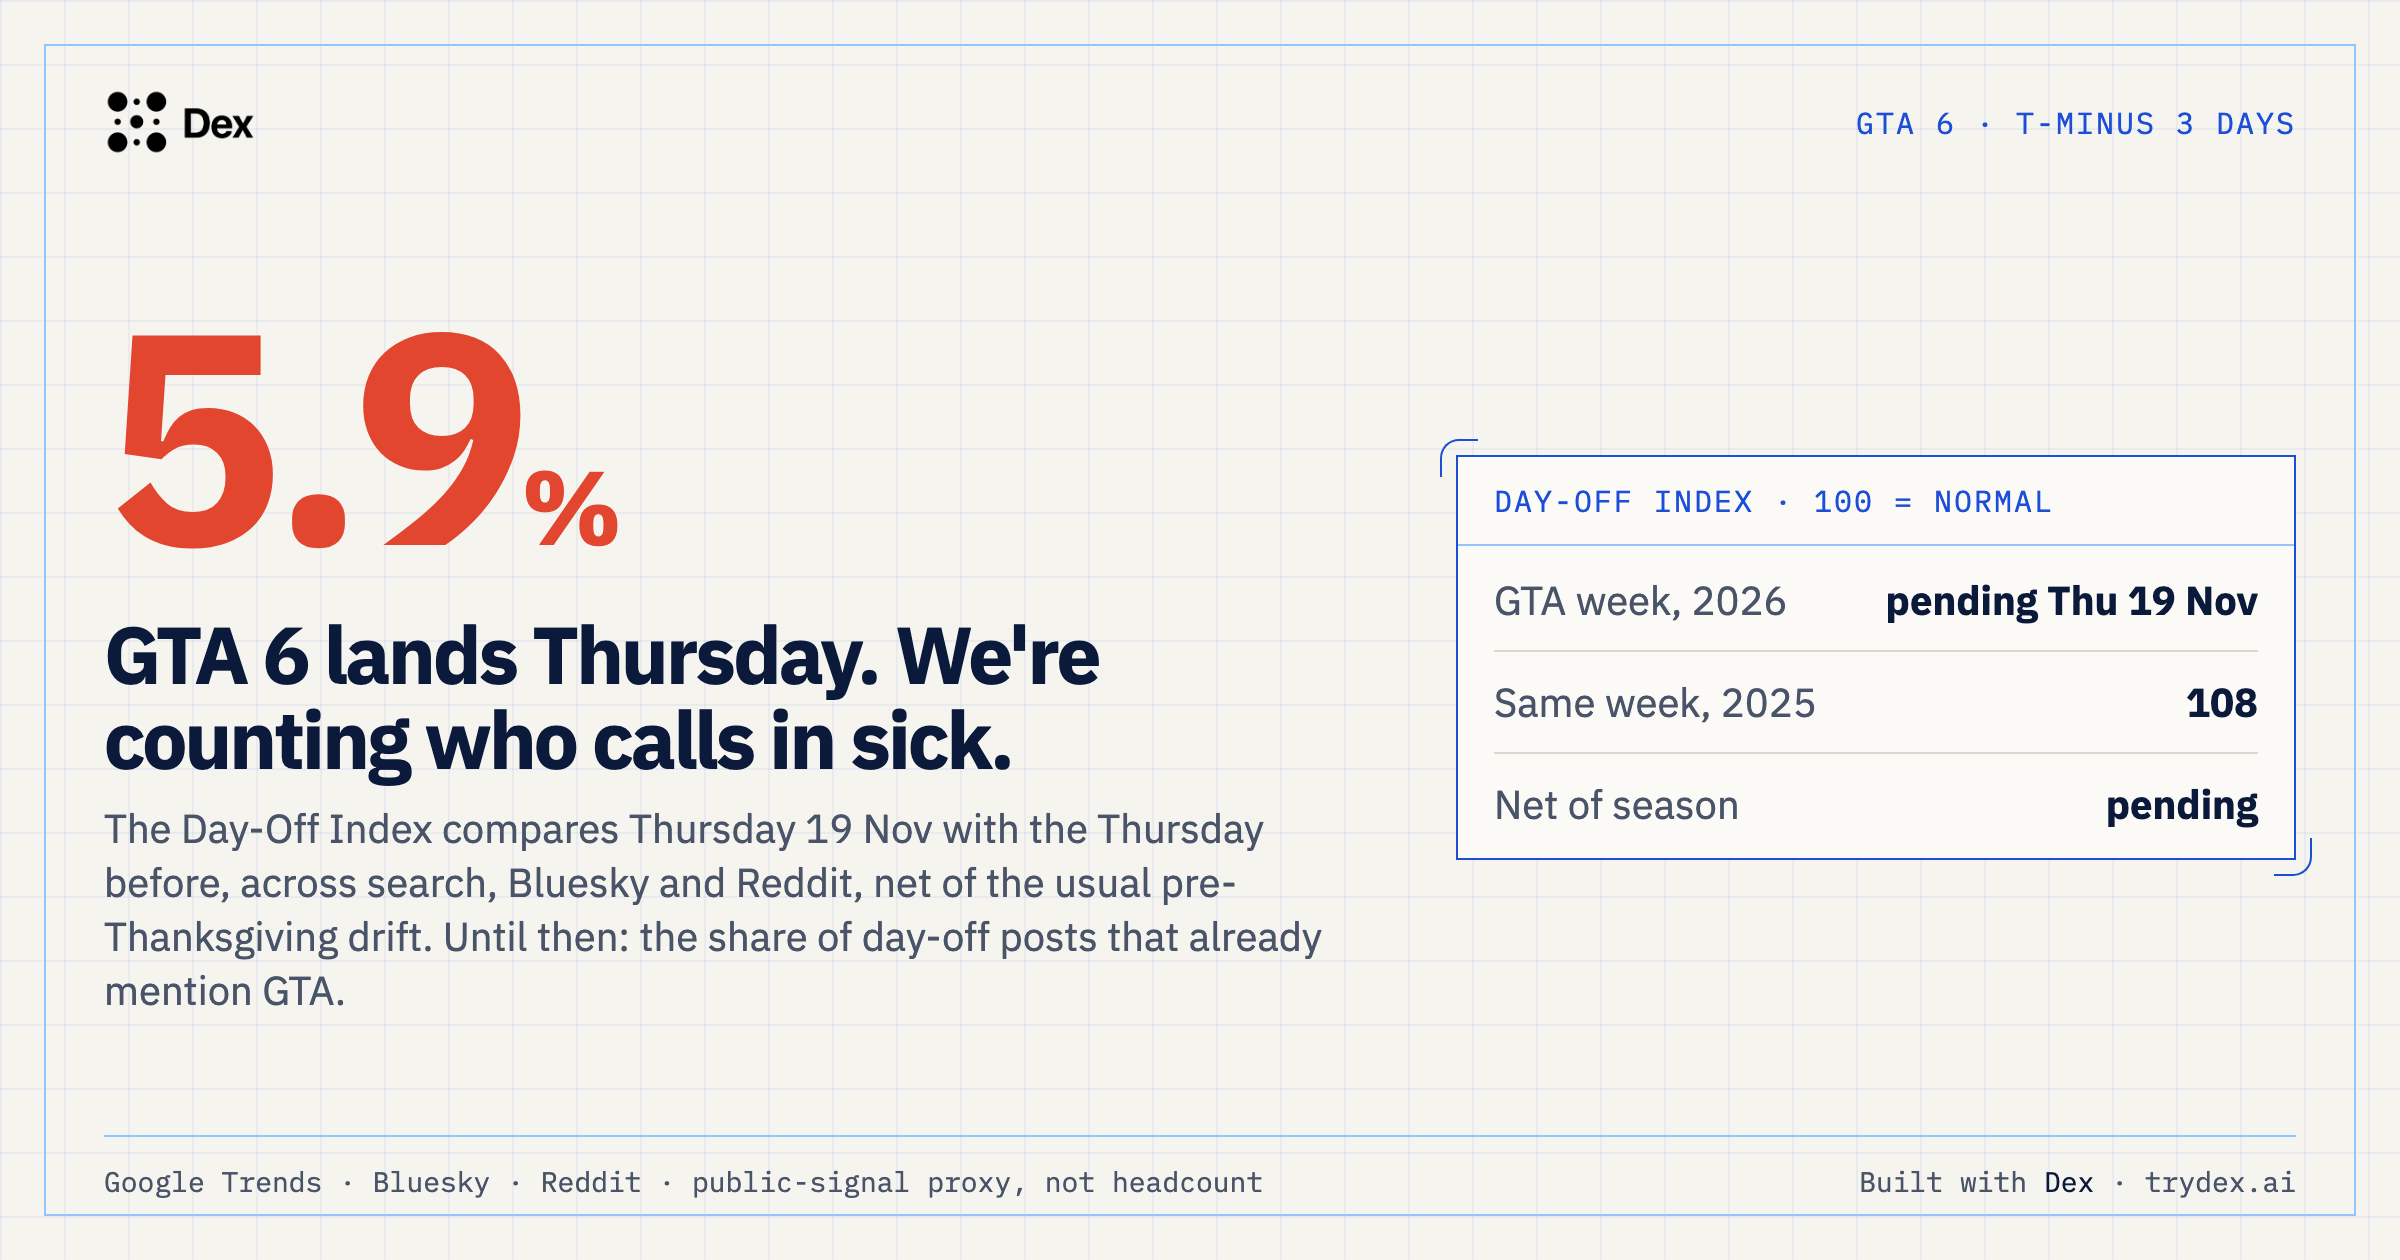 Dex
GTA 6 · T-MINUS 3 DAYS
5.9%
GTA 6 lands Thursday. We're
counting who calls in sick.
The Day-Off Index compares Thursday 19 Nov with the Thursday
before, across search, Bluesky and Reddit, net of the usual pre-
Thanksgiving drift. Until then: the share of day-off posts that already
mention GTA.
DAY-OFF INDEX · 100 = NORMAL
GTA week, 2026 pending Thu 19 Nov
Same week, 2025 108
Net of season pending
Google Trends · Bluesky · Reddit · public-signal proxy, not headcount
Built with Dex · trydex.ai